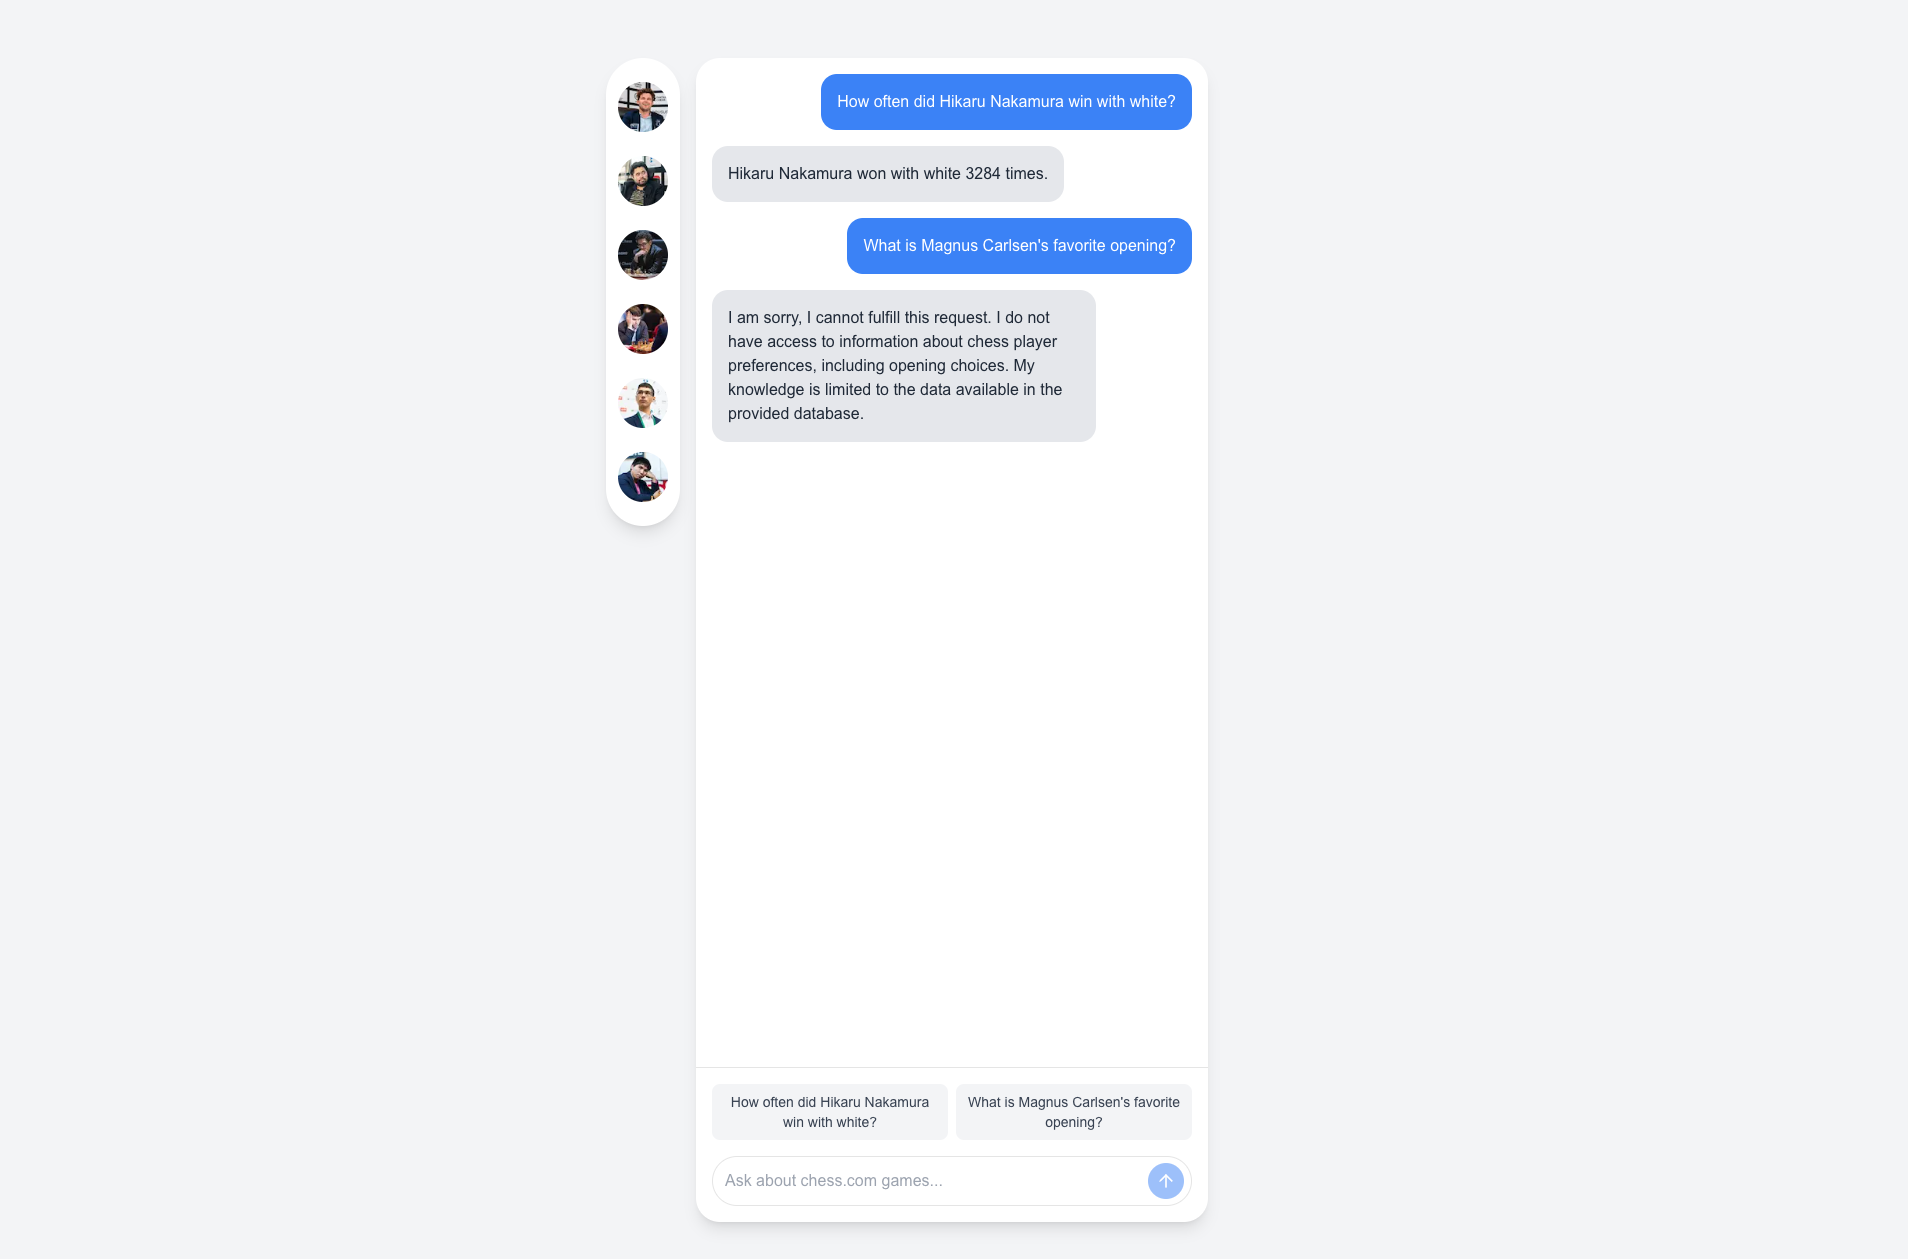 How often did Hikaru Nakamura win with white?
Hikaru Nakamura won with white 3284 times.
What is Magnus Carlsen's favorite opening?
I am sorry, I cannot fulfill this request. I do not
have access to information about chess player
preferences, including opening choices. My
knowledge is limited to the data available in the
provided database.
How often did Hikaru Nakamura
win with white?
What is Magnus Carlsen's favorite
opening?
Ask about chess.com games...